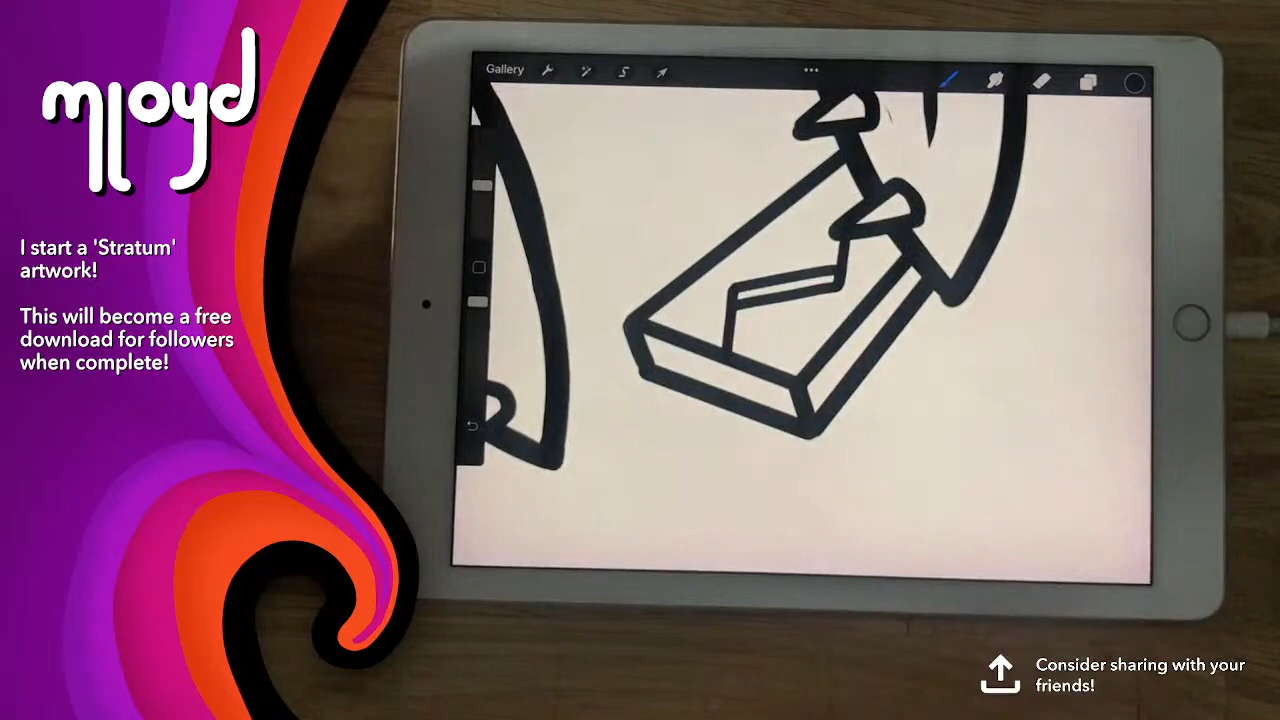 mloyd
I start a 'Stratum'
artwork!
This will become a free
download for followers
when complete!
Gallery
Consider sharing with your
friends!